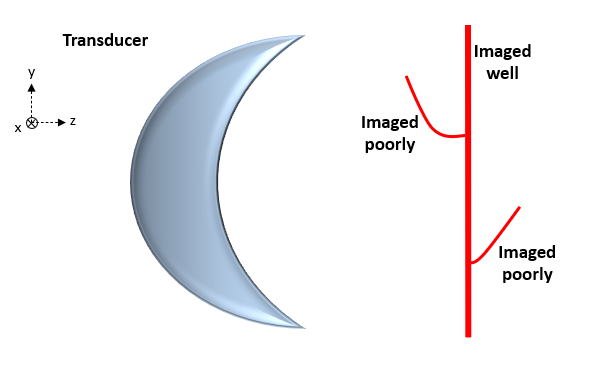 Transducer
Imaged
well
y
x
z
Imaged
poorly
Imaged
poorly